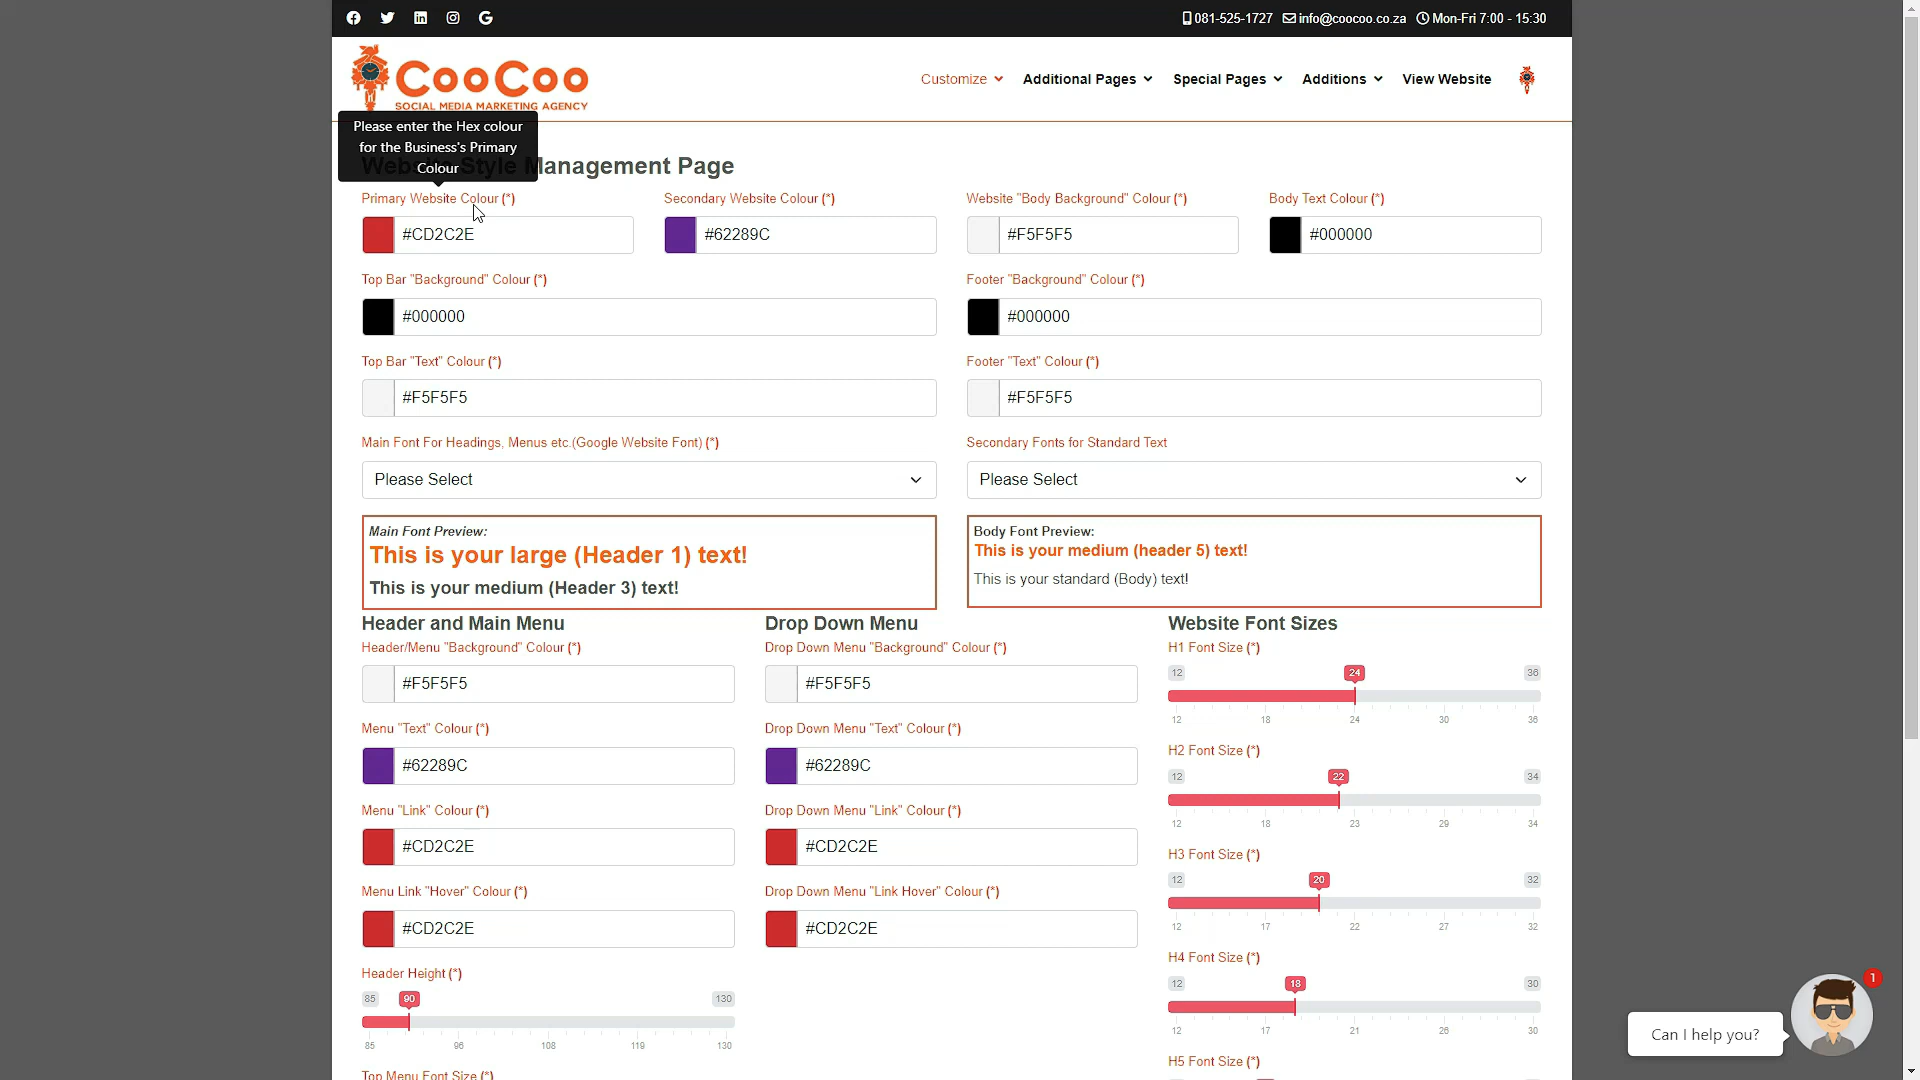 081-525-1727 info@coocoo.co.za Mon-Fri 7:00 - 15:30
CooCoo
SOCIAL MEDIA MARKETING AGENCY
Customize Additional Pages Special Pages Additions View Website
Please enter the Hex colour
for the Business's Primary
Colour
Website Style Management Page
Primary Website Colour (*) Secondary Website Colour (*) Website "Body Background" Colour (*) Body Text Colour (*)
#CD2C2E #62289C #F5F5F5 #000000
Top Bar "Background" Colour (*) Footer "Background" Colour (*)
#000000 #000000
Top Bar "Text" Colour (*) Footer "Text" Colour (*)
#F5F5F5 #F5F5F5
Main Font For Headings, Menus etc.(Google Website Font) (*) Secondary Fonts for Standard Text
Please Select Please Select
Main Font Preview:
This is your large (Header 1) text!
This is your medium (Header 3) text!
Body Font Preview:
This is your medium (header 5) text!
This is your standard (Body) text!
Header and Main Menu
Header/Menu "Background" Colour (*)
#F5F5F5
Menu "Text" Colour (*)
#62289C
Menu "Link" Colour (*)
#CD2C2E
Menu Link "Hover" Colour (*)
#CD2C2E
Header Height (*)
85 90 130
85 96 108 119 130
Top Menu Font Size (*)
Drop Down Menu
Drop Down Menu "Background" Colour (*)
#F5F5F5
Drop Down Menu "Text" Colour (*)
#62289C
Drop Down Menu "Link" Colour (*)
#CD2C2E
Drop Down Menu "Link Hover" Colour (*)
#CD2C2E
Website Font Sizes
H1 Font Size (*)
12 24 36
12 18 24 30 36
H2 Font Size (*)
12 22 34
12 18 23 29 34
H3 Font Size (*)
12 20 32
12 17 22 27 32
H4 Font Size (*)
12 18 30
12 17 21 26 30
H5 Font Size (*)
1
Can I help you?